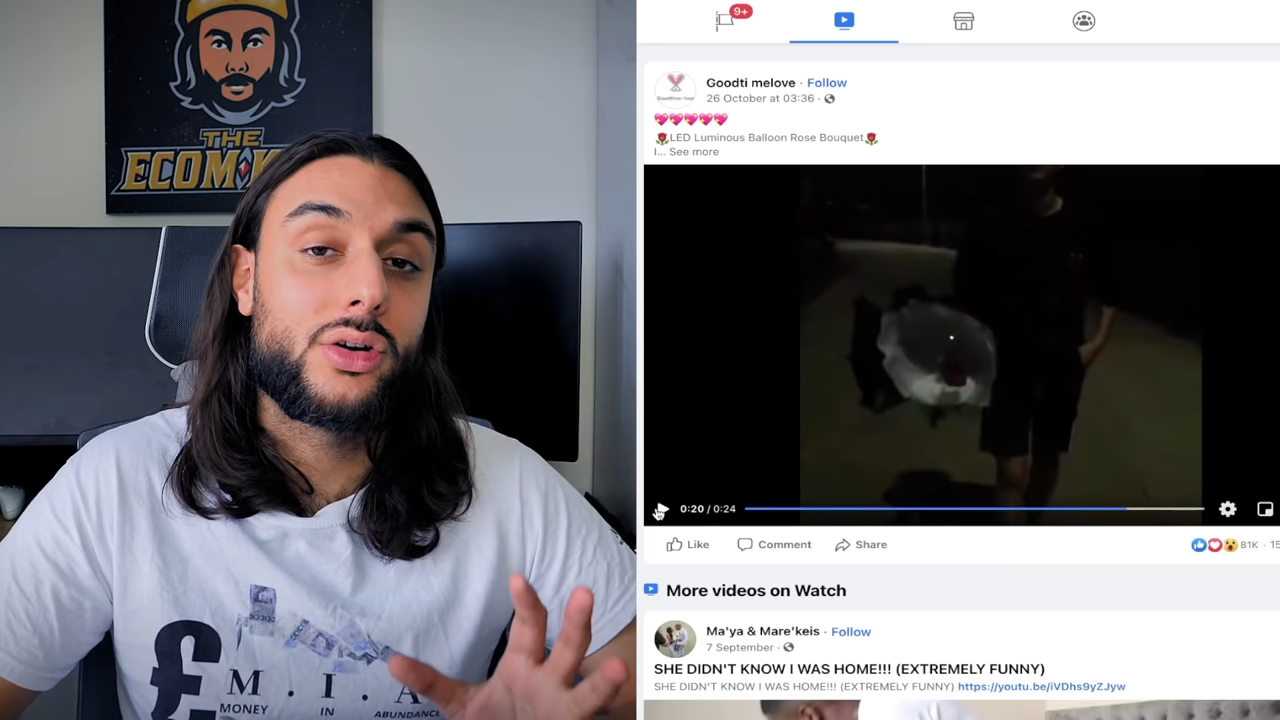 THE
ECOM K
£
M . I . A
MONEY IN ABUNDANCE
9+
Goodti melove · Follow
26 October at 03:36 ·
💖💖💖💖💖
🌹LED Luminous Balloon Rose Bouquet🌹
I... See more
0:20 / 0:24
Like Comment Share 81K · 15
More videos on Watch
Ma'ya & Mare'keis · Follow
7 September ·
SHE DIDN'T KNOW I WAS HOME!!! (EXTREMELY FUNNY)
SHE DIDN'T KNOW I WAS HOME!!! (EXTREMELY FUNNY) https://youtu.be/iVDhs9yZJyw